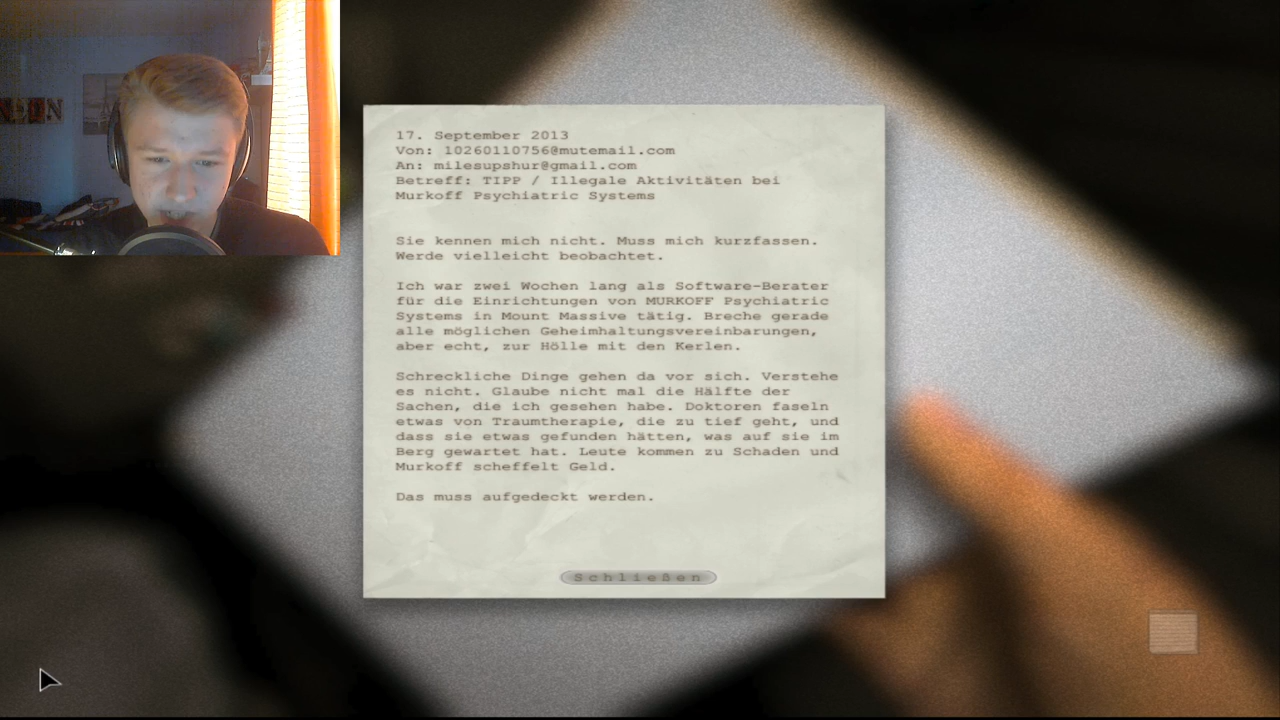 17. September 2013
Von: 10260110756@mutemail.com
An: milesupshur@gmail.com
Betreff: TIPP / Illegale Aktivitäten bei
Murkoff Psychiatric Systems
Sie kennen mich nicht. Muss mich kurzfassen.
Werde vielleicht beobachtet.
Ich war zwei Wochen lang als Software-Berater
für die Einrichtungen von MURKOFF Psychiatric
Systems in Mount Massive tätig. Breche gerade
alle möglichen Geheimhaltungsvereinbarungen,
aber echt, zur Hölle mit den Kerlen.
Schreckliche Dinge gehen da vor sich. Verstehe
es nicht. Glaube nicht mal die Hälfte der
Sachen, die ich gesehen habe. Doktoren faseln
etwas von Traumtherapie, die zu tief geht, und
dass sie etwas gefunden hätten, was auf sie im
Berg gewartet hat. Leute kommen zu Schaden und
Murkoff scheffelt Geld.
Das muss aufgedeckt werden.
Schließen